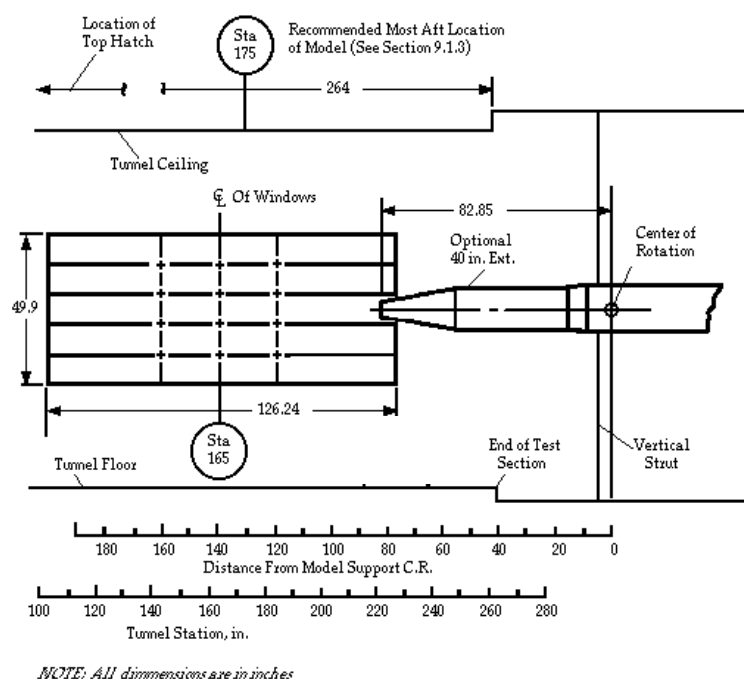 Location of
Top Hatch
Sta
175
Recommended Most Aft Location
of Model (See Section 9.1.3)
264
Tunnel Ceiling
℄ Of Windows
82.85
Optional
40 in. Ext.
Center of
Rotation
49.9
126.24
Sta
165
Tunnel Floor
End of Test
Section
Vertical
Strut
180 160 140 120 100 80 60 40 20 0
Distance From Model Support C.R.
100 120 140 160 180 200 220 240 260 280
Tunnel Station, in.
NOTE: All dimmensions are in inches